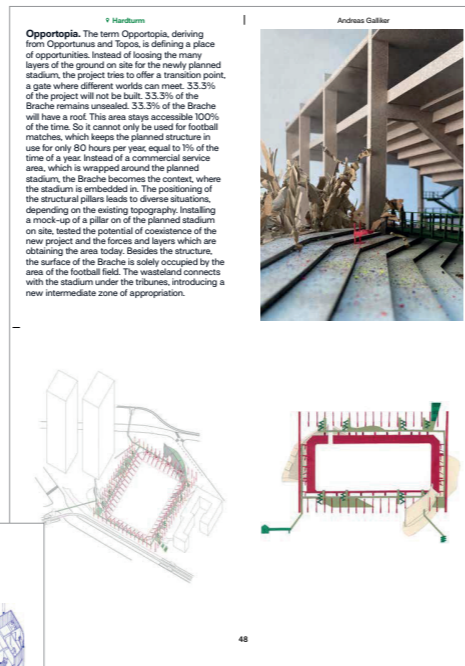 Hardturm
Andreas Galliker
Opportopia. The term Opportopia, deriving
from Opportunus and Topos, is defining a place
of opportunities. Instead of loosing the many
layers of the ground on site for the newly planned
stadium, the project tries to offer a transition point,
a gate where different worlds can meet. 33.3%
of the project will not be built. 33.3% of the
Brache remains unsealed. 33.3% of the Brache
will have a roof. This area stays accessible 100%
of the time. So it cannot only be used for football
matches, which keeps the planned structure in
use for only 80 hours per year, equal to 1% of the
time of a year. Instead of a commercial service
area, which is wrapped around the planned
stadium, the Brache becomes the context, where
the stadium is embedded in. The positioning of
the structural pillars leads to diverse situations,
depending on the existing topography. Installing
a mock-up of a pillar on of the planned stadium
on site, tested the potential of coexistence of the
new project and the forces and layers which are
obtaining the area today. Besides the structure,
the surface of the Brache is solely occupied by the
area of the football field. The wasteland connects
with the stadium under the tribunes, introducing a
new intermediate zone of appropriation.
48